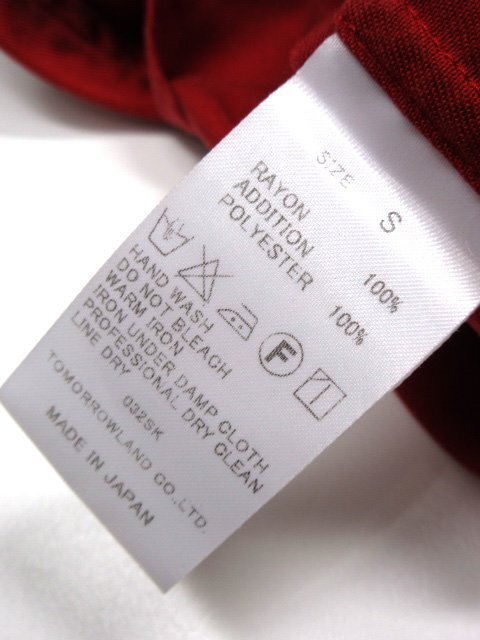 SIZE S
RAYON 100%
ADDITION
POLYESTER 100%
F
HAND WASH
DO NOT BLEACH
WARM IRON
IRON UNDER DAMP CLOTH
PROFESSIONAL DRY CLEAN
LINE DRY
032SK
TOMORROWLAND CO.,LTD.
MADE IN JAPAN